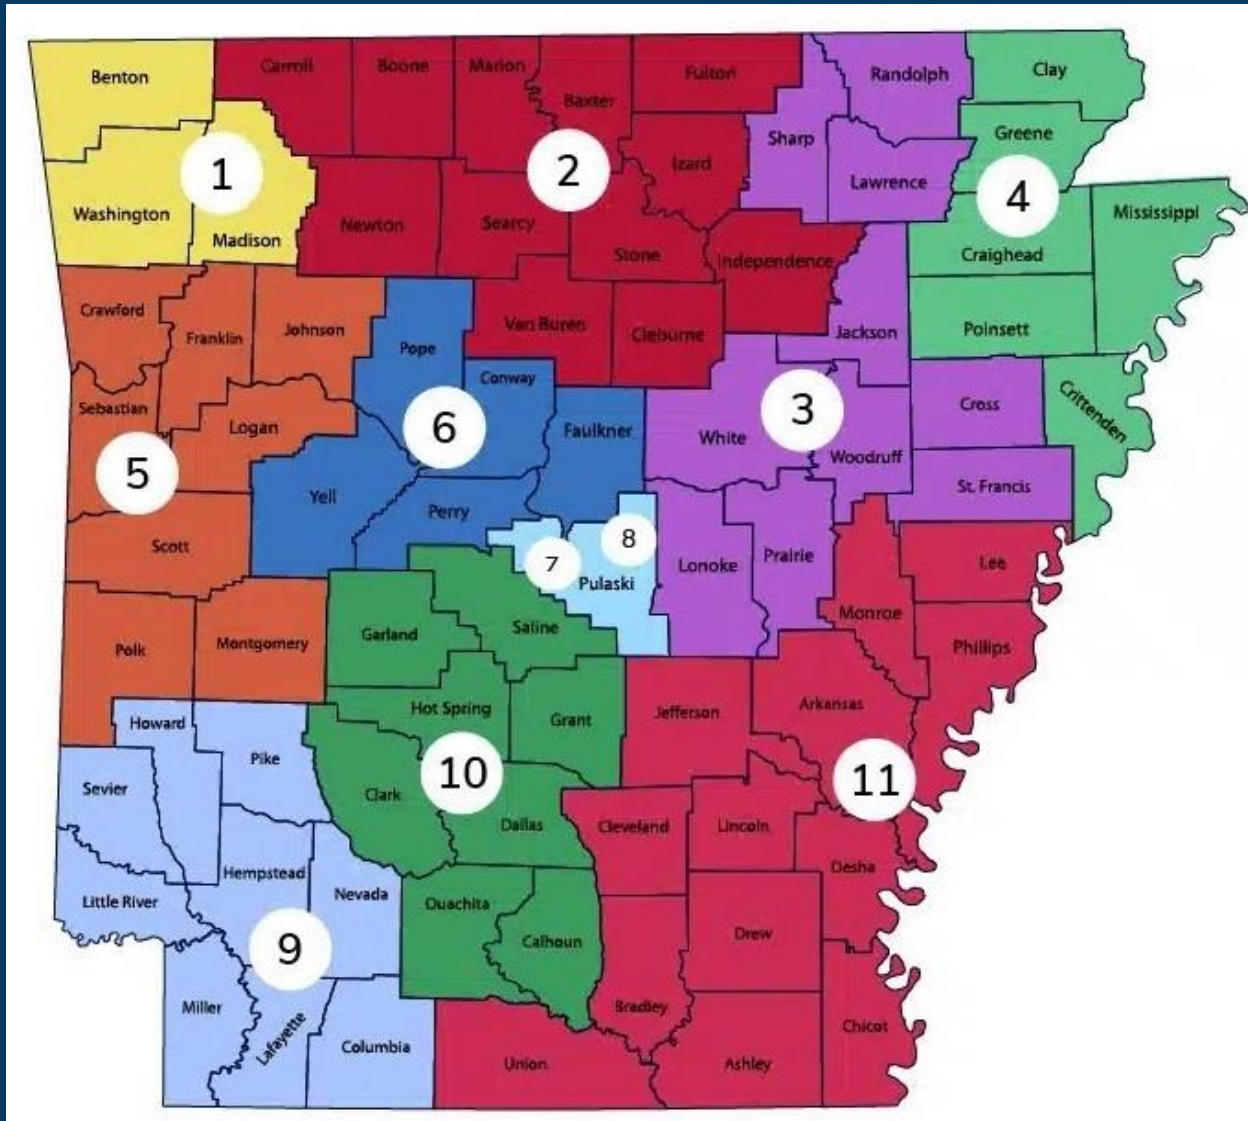 Benton
Carroll
Boone
Marion
Baxter
Fulton
Randolph
Clay
Sharp
Greene
Izard
Lawrence
1
2
4
Washington
Madison
Newton
Searcy
Stone
Independence
Craighead
Mississippi
Crawford
Franklin
Johnson
Pope
Van Buren
Cleburne
Jackson
Poinsett
Sebastian
Logan
Conway
6
Faulkner
White
3
Woodruff
Cross
Crittenden
5
Yell
Perry
St. Francis
Scott
7
8
Pulaski
Lonoke
Prairie
Lee
Monroe
Polk
Montgomery
Garland
Saline
Phillips
Howard
Pike
Hot Spring
Grant
Jefferson
Arkansas
Sevier
Clark
10
Dallas
Cleveland
Lincoln
11
Desha
Little River
Hempstead
Nevada
Ouachita
Calhoun
Drew
9
Miller
Lafayette
Columbia
Union
Bradley
Ashley
Chicot